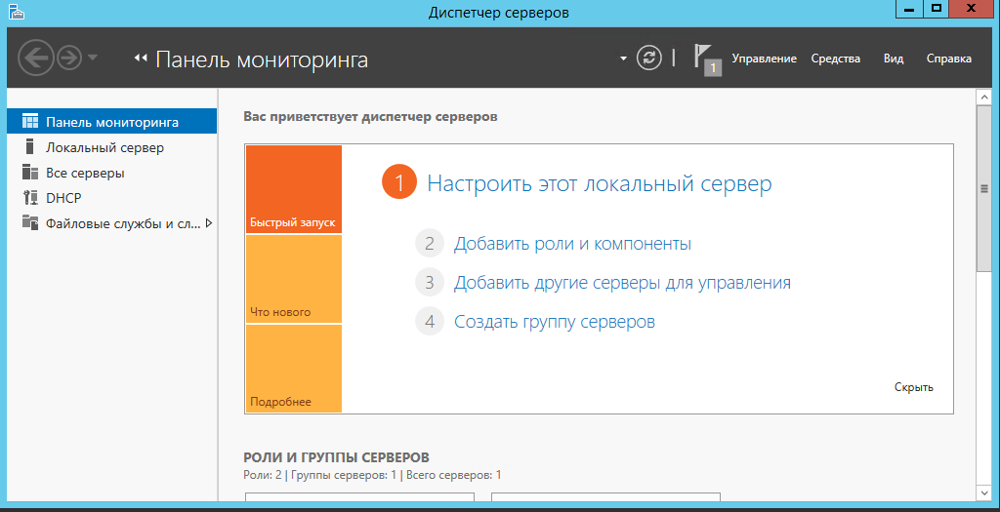 Диспетчер серверов
Панель мониторинга
1
Управление
Средства
Вид
Справка
Панель мониторинга
Локальный сервер
Все серверы
DHCP
Файловые службы и сл...
Вас приветствует диспетчер серверов
Быстрый запуск
Что нового
Подробнее
1 Настроить этот локальный сервер
2 Добавить роли и компоненты
3 Добавить другие серверы для управления
4 Создать группу серверов
Скрыть
РОЛИ И ГРУППЫ СЕРВЕРОВ
Роли: 2 | Группы серверов: 1 | Всего серверов: 1